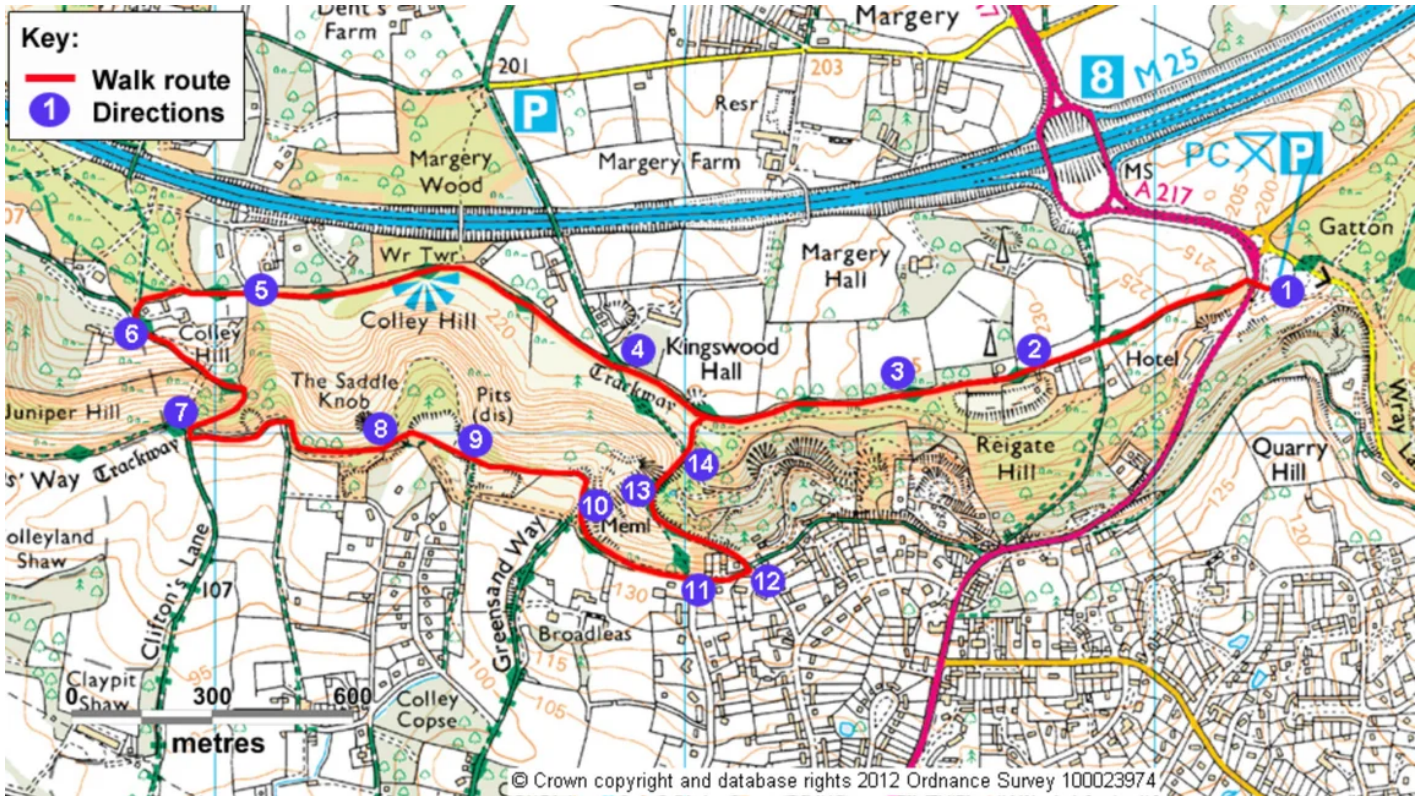 Key:
Walk route
1 Directions
Dent's
Farm
Margery
201
203
P
Resr
8 M 25
Margery
Wood
Margery Farm
MS
A 217
PC P
205
200
Gatton
07
Wr Twr
Margery
Hall
215
225
1
5
Colley Hill
220
230
6
Colley
Hill
4
Kingswood
Hall
2
Hotel
3
Trackway
The Saddle
Knob
Pits
(dis)
Juniper Hill
7
8
9
Reigate
Hill
Quarry
Hill
Wray
s' Way Trackway
14
13
10
Meml
125
120
olleyland
Shaw
Clifton's Lane
107
Greensand Way
11
12
130
Broadleas
115
100
105
95
Claypit
Shaw
Colley
Copse
0 300 600
metres
© Crown copyright and database rights 2012 Ordnance Survey 100023974